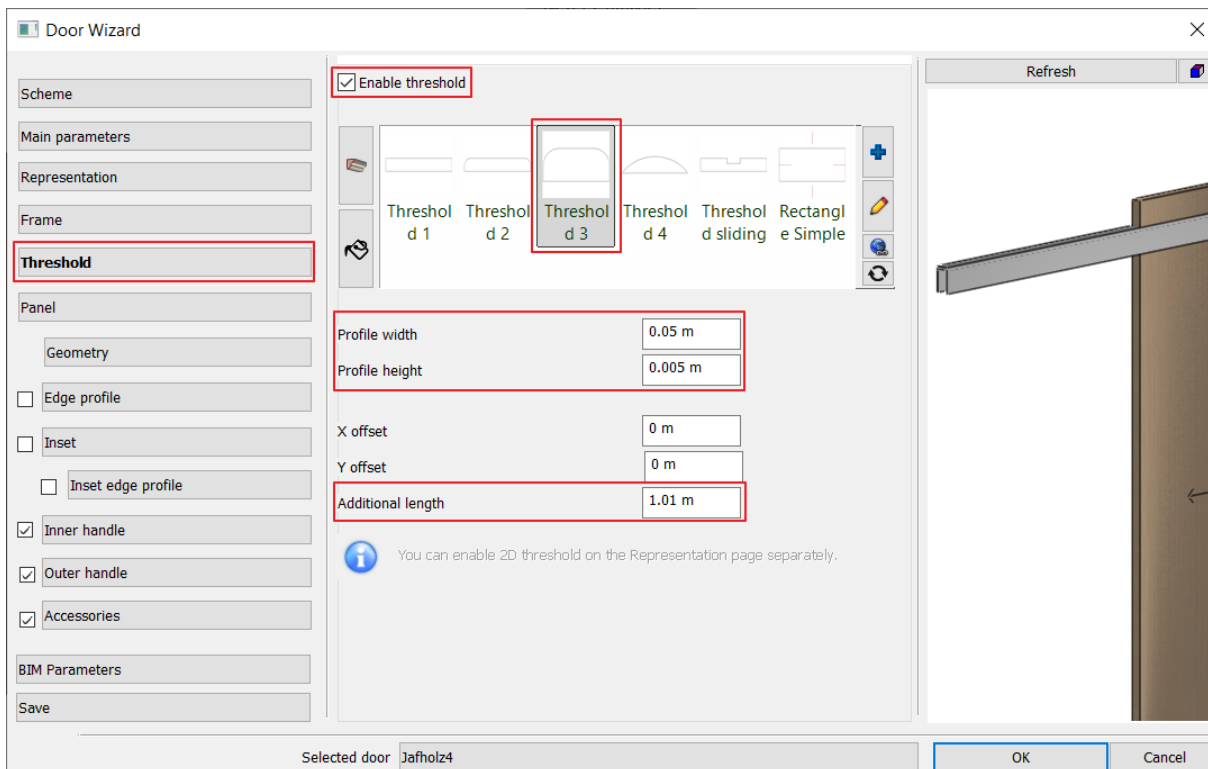 Door Wizard
Scheme
Main parameters
Representation
Frame
Threshold
Panel
Geometry
Edge profile
Inset
Inset edge profile
Inner handle
Outer handle
Accessories
BIM Parameters
Save
Enable threshold
Threshol Threshol Threshol Threshol Threshol Rectangl
d 1 d 2 d 3 d 4 d sliding e Simple
Profile width 0.05 m
Profile height 0.005 m
X offset 0 m
Y offset 0 m
Additional length 1.01 m
You can enable 2D threshold on the Representation page separately.
Refresh
Selected door Jafholz4
OK Cancel